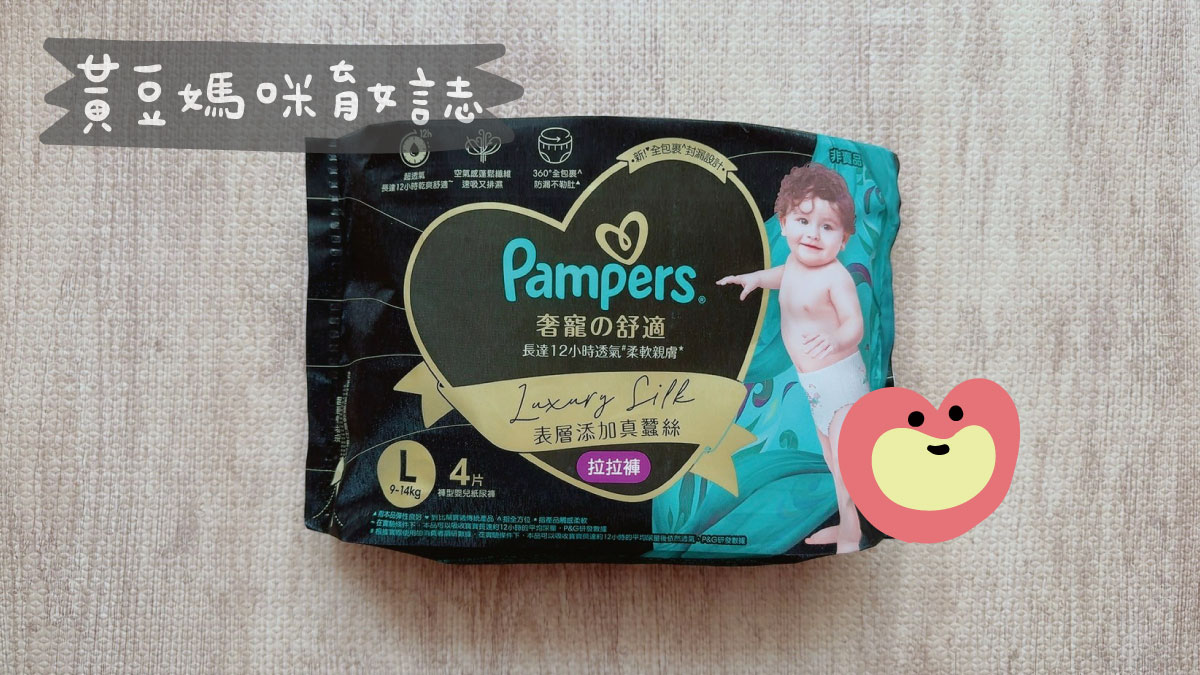 黃豆媽咪育女誌
12h
超透氣
長達12小時乾爽舒適~
空氣感蓬鬆纖維
速吸又排濕
360°全包裹^
防漏不勒肚▲
新!♥全包裹^封漏設計
非賣品
Pampers®
奢寵の舒適
長達12小時透氣#柔軟親膚*
Luxury Silk
表層添加真蠶絲
拉拉褲
L
9-14kg
4片
褲型嬰兒紙尿褲